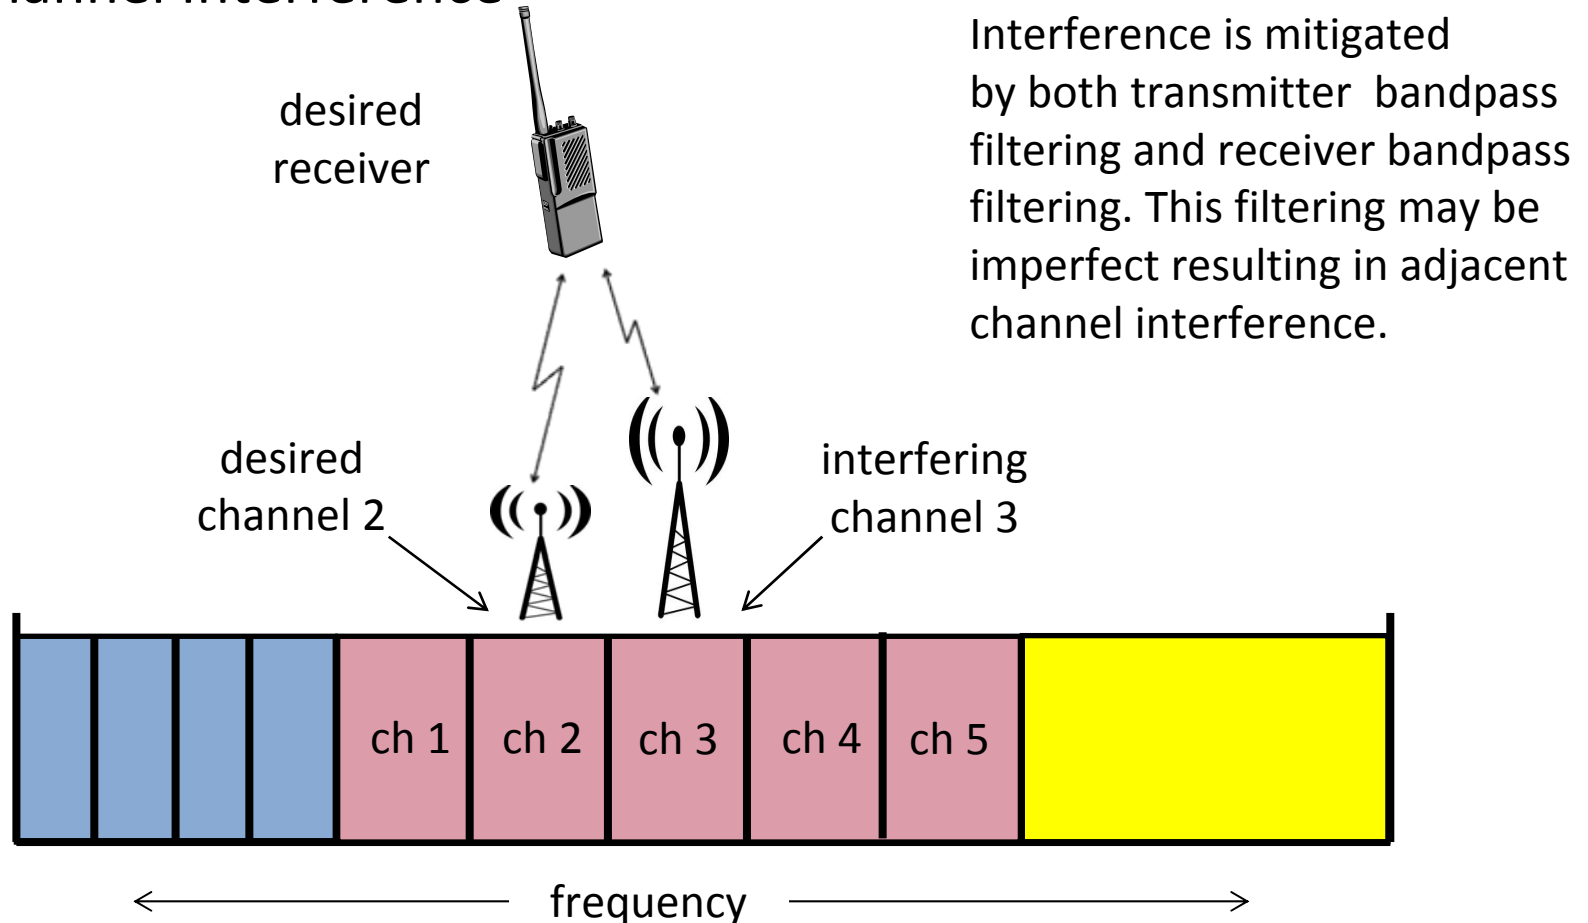 Interference
Interference is mitigated
by both transmitter bandpass
filtering and receiver bandpass
filtering. This filtering may be
imperfect resulting in adjacent
channel interference.
desired
receiver
desired
channel 2
interfering
channel 3
ch 1
ch 2
ch 3
ch 4
ch 5
frequency